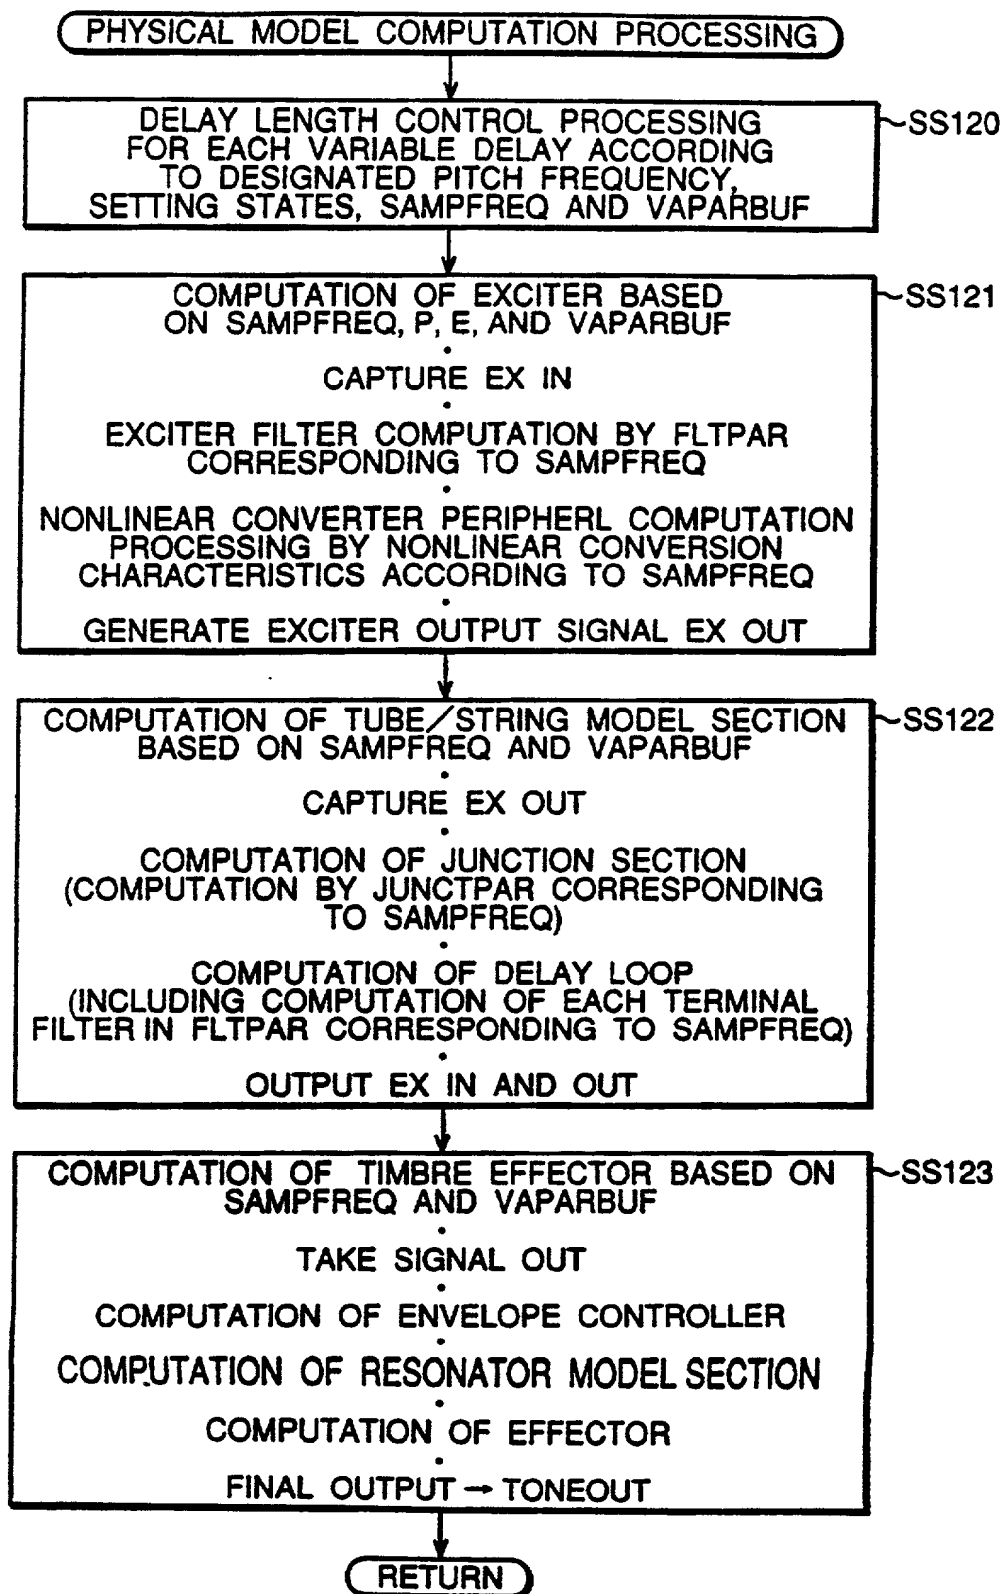 PHYSICAL MODEL COMPUTATION PROCESSING
DELAY LENGTH CONTROL PROCESSING
FOR EACH VARIABLE DELAY ACCORDING
TO DESIGNATED PITCH FREQUENCY,
SETTING STATES, SAMPFREQ AND VAPARBUF
SS120
COMPUTATION OF EXCITER BASED
ON SAMPFREQ, P, E, AND VAPARBUF
CAPTURE EX IN
EXCITER FILTER COMPUTATION BY FLTPAR
CORRESPONDING TO SAMPFREQ
NONLINEAR CONVERTER PERIPHERL COMPUTATION
PROCESSING BY NONLINEAR CONVERSION
CHARACTERISTICS ACCORDING TO SAMPFREQ
GENERATE EXCITER OUTPUT SIGNAL EX OUT
SS121
COMPUTATION OF TUBE/STRING MODEL SECTION
BASED ON SAMPFREQ AND VAPARBUF
CAPTURE EX OUT
COMPUTATION OF JUNCTION SECTION
(COMPUTATION BY JUNCTPAR CORRESPONDING
TO SAMPFREQ)
COMPUTATION OF DELAY LOOP
(INCLUDING COMPUTATION OF EACH TERMINAL
FILTER IN FLTPAR CORRESPONDING TO SAMPFREQ)
OUTPUT EX IN AND OUT
SS122
COMPUTATION OF TIMBRE EFFECTOR BASED ON
SAMPFREQ AND VAPARBUF
TAKE SIGNAL OUT
COMPUTATION OF ENVELOPE CONTROLLER
COMPUTATION OF RESONATOR MODEL SECTION
COMPUTATION OF EFFECTOR
FINAL OUTPUT → TONEOUT
SS123
RETURN